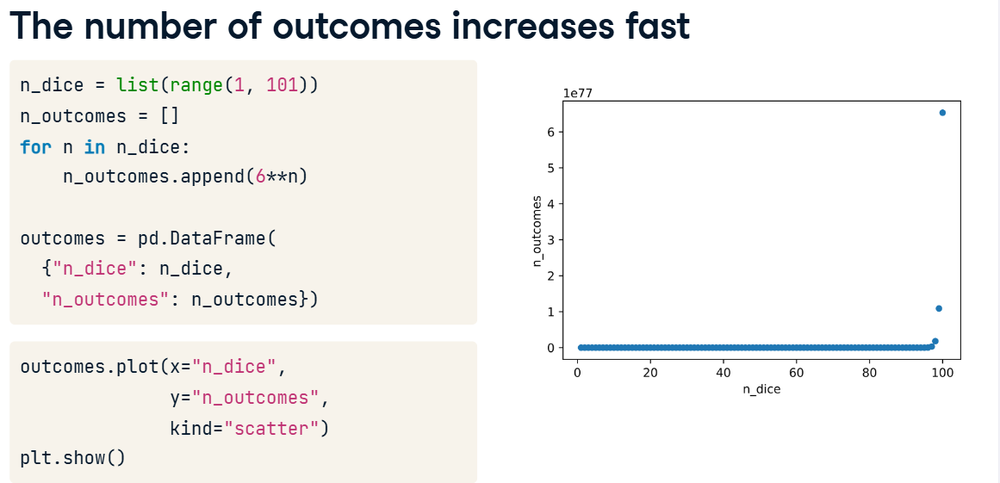 The number of outcomes increases fast
n_dice = list(range(1, 101))
n_outcomes = []
for n in n_dice:
    n_outcomes.append(6**n)

outcomes = pd.DataFrame(
  {"n_dice": n_dice,
  "n_outcomes": n_outcomes})
outcomes.plot(x="n_dice",
              y="n_outcomes",
              kind="scatter")
plt.show()
1e77
6
5
4
3
2
1
0
n_outcomes
0 20 40 60 80 100
n_dice